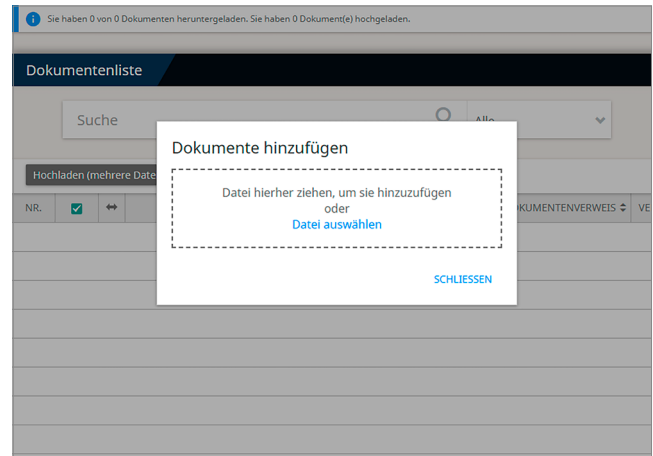 Sie haben 0 von 0 Dokumenten heruntergeladen. Sie haben 0 Dokument(e) hochgeladen.
Dokumentenliste
Suche
Alle
Dokumente hinzufügen
Hochladen (mehrere Date
Datei hierher ziehen, um sie hinzuzufügen
oder
Datei auswählen
NR.
KUMENTENVERWEIS
VE
SCHLIESSEN